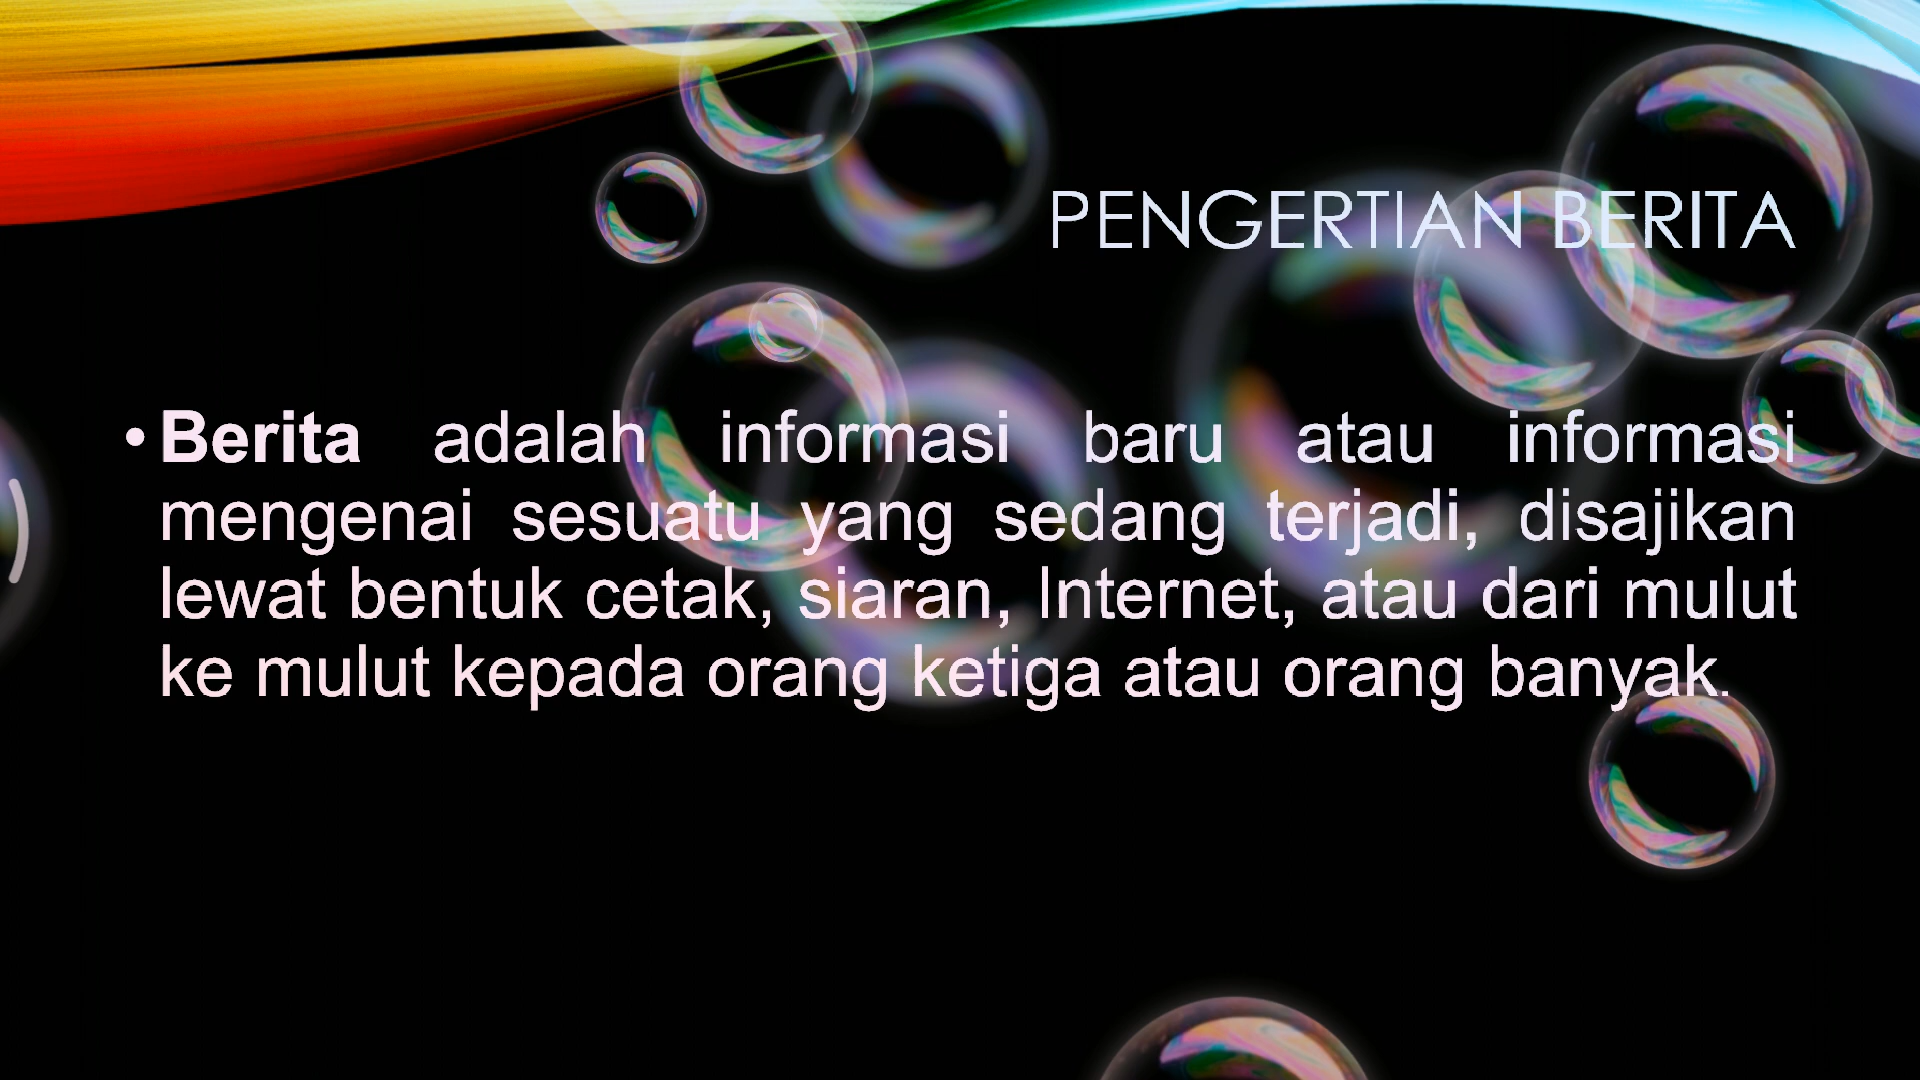 PENGERTIAN BERITA
• Berita adalah informasi baru atau informasi
mengenai sesuatu yang sedang terjadi, disajikan
lewat bentuk cetak, siaran, Internet, atau dari mulut
ke mulut kepada orang ketiga atau orang banyak.